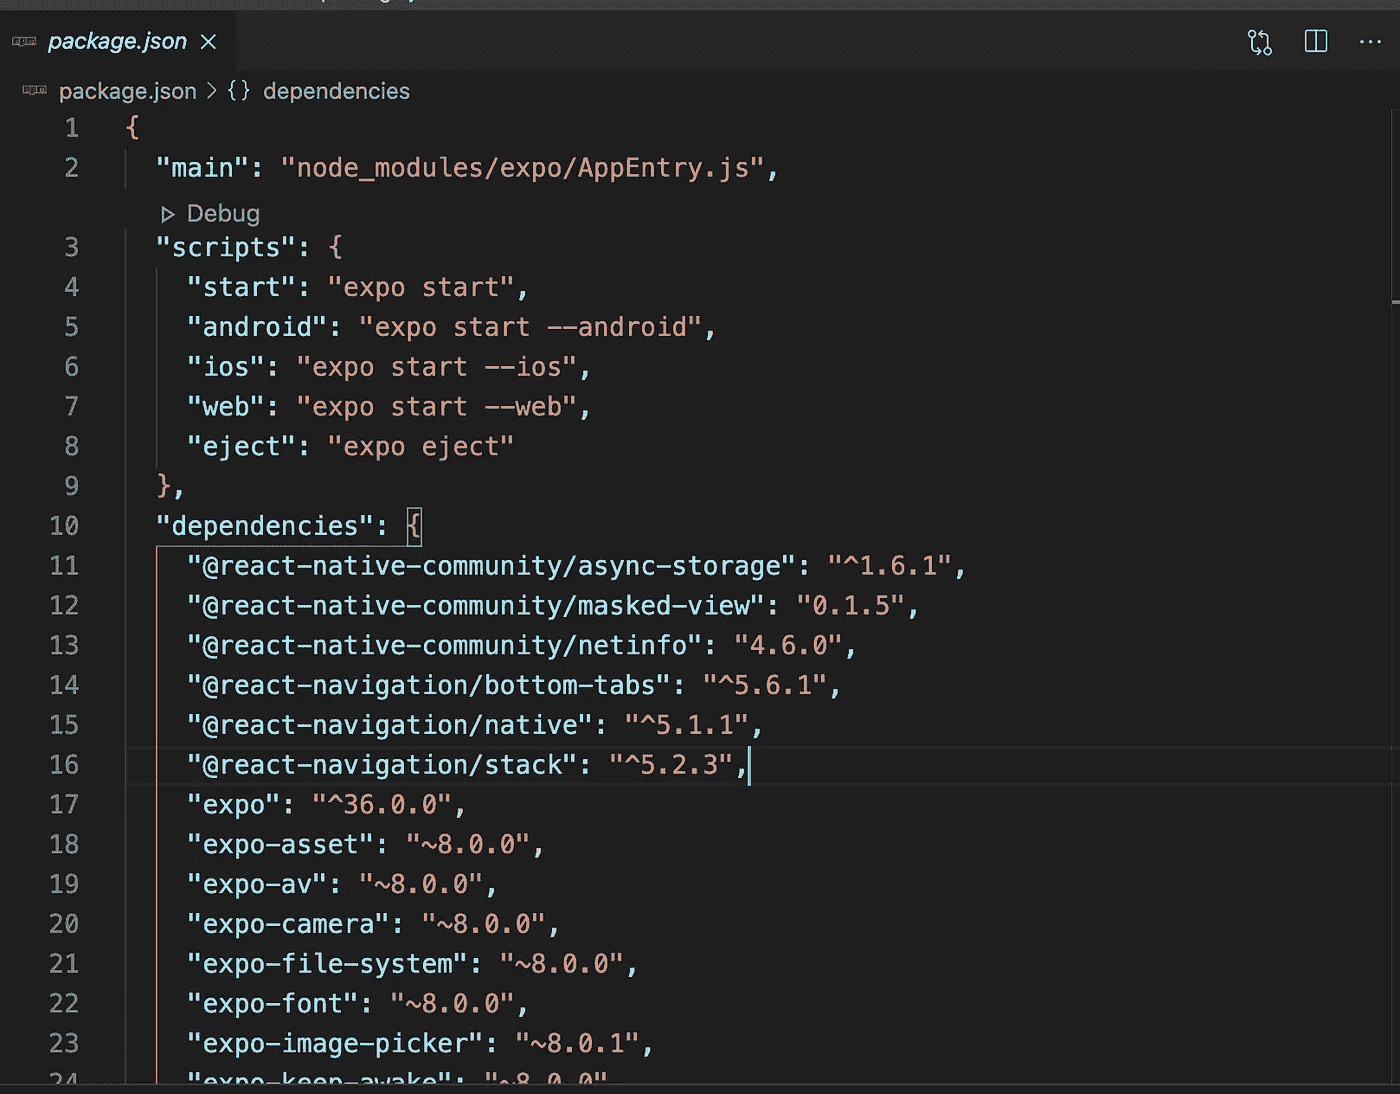 package.json
package.json > {} dependencies
1 {
2 "main": "node_modules/expo/AppEntry.js",
Debug
3 "scripts": {
4 "start": "expo start",
5 "android": "expo start --android",
6 "ios": "expo start --ios",
7 "web": "expo start --web",
8 "eject": "expo eject"
9 },
10 "dependencies": {
11 "@react-native-community/async-storage": "^1.6.1",
12 "@react-native-community/masked-view": "0.1.5",
13 "@react-native-community/netinfo": "4.6.0",
14 "@react-navigation/bottom-tabs": "^5.6.1",
15 "@react-navigation/native": "^5.1.1",
16 "@react-navigation/stack": "^5.2.3",
17 "expo": "^36.0.0",
18 "expo-asset": "~8.0.0",
19 "expo-av": "~8.0.0",
20 "expo-camera": "~8.0.0",
21 "expo-file-system": "~8.0.0",
22 "expo-font": "~8.0.0",
23 "expo-image-picker": "~8.0.1",
24 "expo-keep-awake": "~8.0.0"